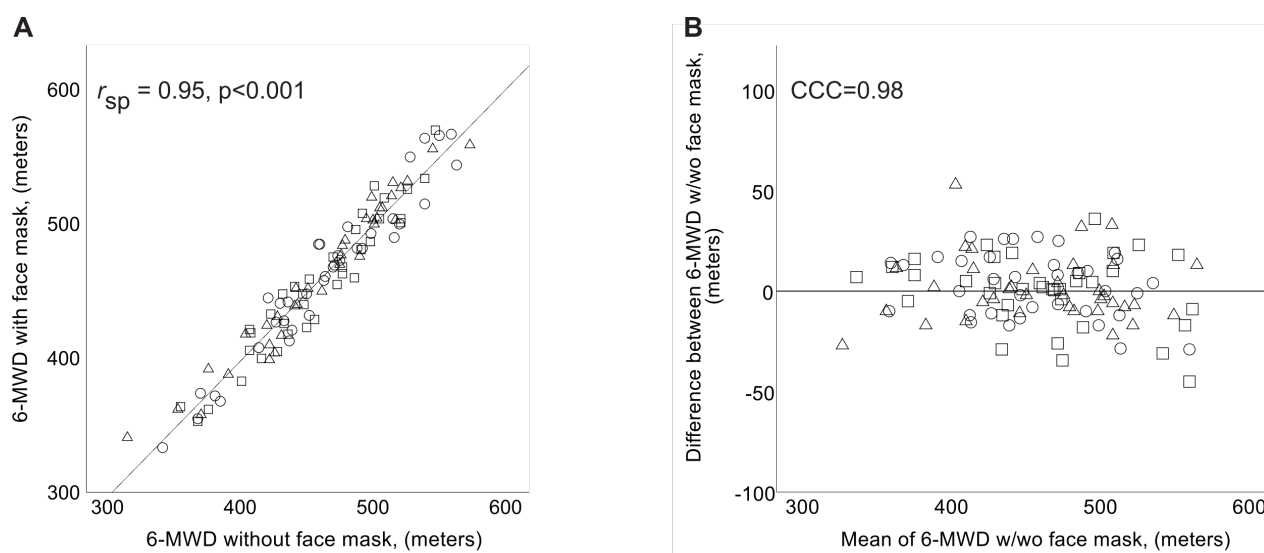 A
6-MWD with face mask, (meters)
600
500
400
300
r_sp = 0.95, p<0.001
300 400 500 600
6-MWD without face mask, (meters)
B
Difference between 6-MWD w/wo face mask,
(meters)
100
50
0
-50
-100
CCC=0.98
300 400 500 600
Mean of 6-MWD w/wo face mask, (meters)